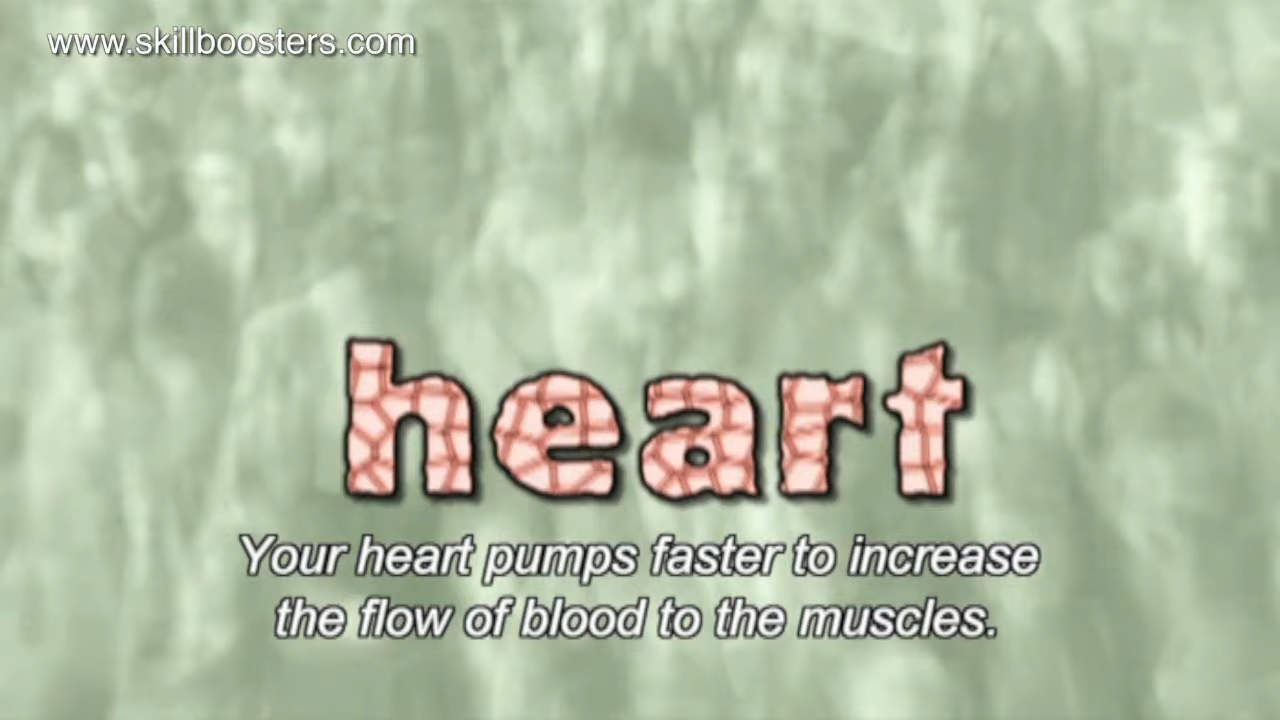 www.skillboosters.com
heart
Your heart pumps faster to increase
the flow of blood to the muscles.